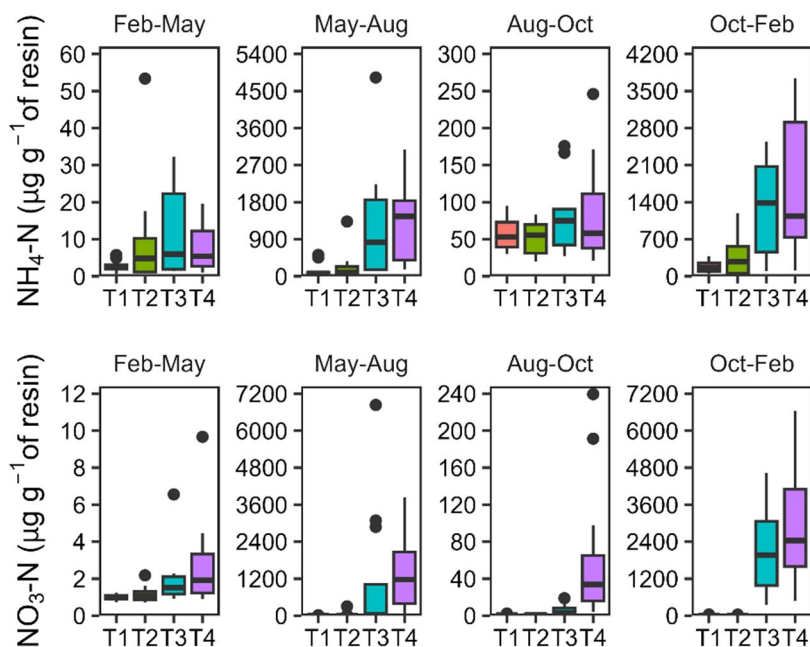 Feb-May May-Aug Aug-Oct Oct-Feb
NH₄-N (µg g⁻¹of resin)
60 5400 300 4200
50 4500 250 3500
40 3600 200 2800
30 2700 150 2100
20 1800 100 1400
10 900 50 700
0 0 0 0
T1 T2 T3 T4 T1 T2 T3 T4 T1 T2 T3 T4 T1 T2 T3 T4
Feb-May May-Aug Aug-Oct Oct-Feb
NO₃-N (µg g⁻¹of resin)
12 7200 240 7200
10 6000 200 6000
8 4800 160 4800
6 3600 120 3600
4 2400 80 2400
2 1200 40 1200
0 0 0 0
T1 T2 T3 T4 T1 T2 T3 T4 T1 T2 T3 T4 T1 T2 T3 T4